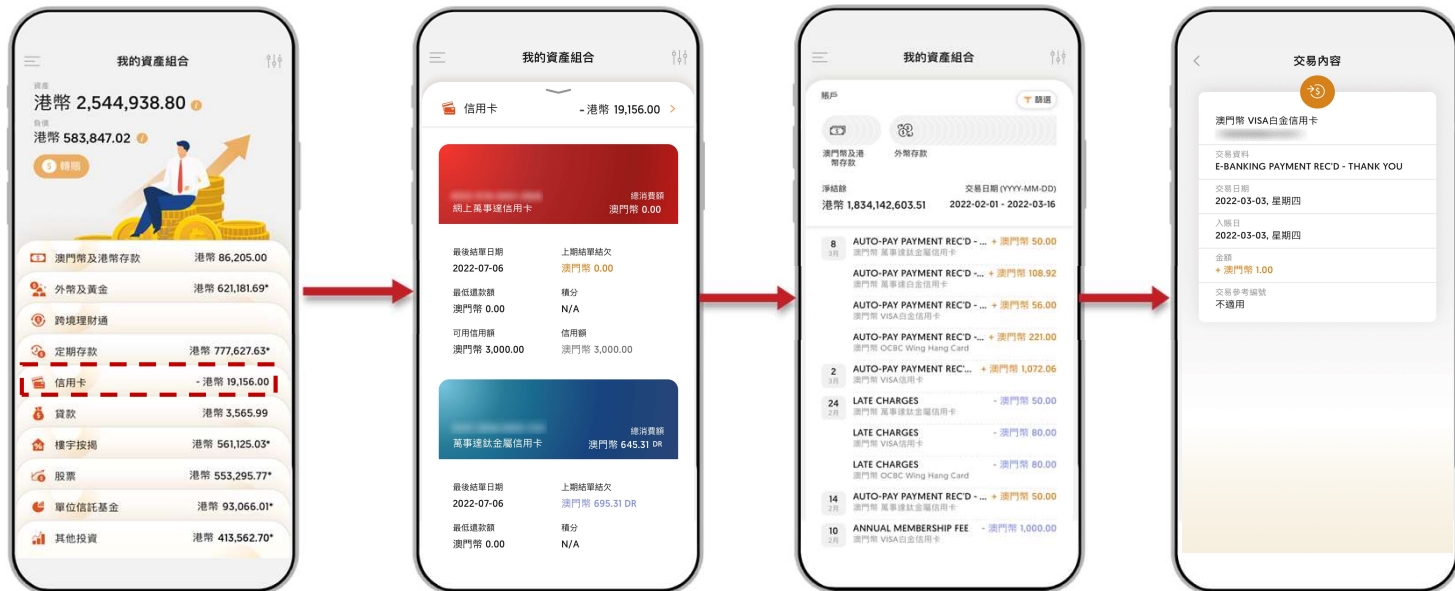 我的資產組合
資產
港幣 2,544,938.80
負債
港幣 583,847.02
轉賬
澳門幣及港幣存款 港幣 86,205.00
外幣及黃金 港幣 621,181.69*
跨境理財通
定期存款 港幣 777,627.63*
信用卡 - 港幣 19,156.00
貸款 港幣 3,565.99
樓宇按揭 港幣 561,125.03*
股票 港幣 553,295.77*
單位信託基金 港幣 93,066.01*
其他投資 港幣 413,562.70*
我的資產組合
信用卡 - 港幣 19,156.00
總消費額
網上萬事達信用卡 澳門幣 0.00
最後結單日期 上期結單結欠
2022-07-06 澳門幣 0.00
最低還款額 積分
澳門幣 0.00 N/A
可用信用額 信用額
澳門幣 3,000.00 澳門幣 3,000.00
總消費額
萬事達鈦金屬信用卡 澳門幣 645.31 DR
最後結單日期 上期結單結欠
2022-07-06 澳門幣 695.31 DR
最低還款額 積分
澳門幣 0.00 N/A
我的資產組合
賬戶 篩選
澳門幣及港幣存款 外幣存款
淨結餘 交易日期 (YYYY-MM-DD)
港幣 1,834,142,603.51 2022-02-01 - 2022-03-16
8 AUTO-PAY PAYMENT REC'D - ... + 澳門幣 50.00
3月 澳門幣 萬事達鈦金屬信用卡
AUTO-PAY PAYMENT REC'D -... + 澳門幣 108.92
澳門幣 萬事達白金信用卡
AUTO-PAY PAYMENT REC'D - ... + 澳門幣 56.00
澳門幣 VISA白金信用卡
AUTO-PAY PAYMENT REC'D -... + 澳門幣 221.00
澳門幣 OCBC Wing Hang Card
2 AUTO-PAY PAYMENT REC'... + 澳門幣 1,072.06
3月 澳門幣 VISA信用卡
24 LATE CHARGES - 澳門幣 50.00
2月 澳門幣 萬事達鈦金屬信用卡
LATE CHARGES - 澳門幣 80.00
澳門幣 VISA信用卡
LATE CHARGES - 澳門幣 80.00
澳門幣 OCBC Wing Hang Card
14 AUTO-PAY PAYMENT REC'D - ... + 澳門幣 50.00
2月 澳門幣 萬事達鈦金屬信用卡
10 ANNUAL MEMBERSHIP FEE - 澳門幣 1,000.00
2月 澳門幣 VISA白金信用卡
交易內容
澳門幣 VISA白金信用卡
交易資料
E-BANKING PAYMENT REC'D - THANK YOU
交易日期
2022-03-03, 星期四
入賬日
2022-03-03, 星期四
金額
+ 澳門幣 1.00
交易參考編號
不適用